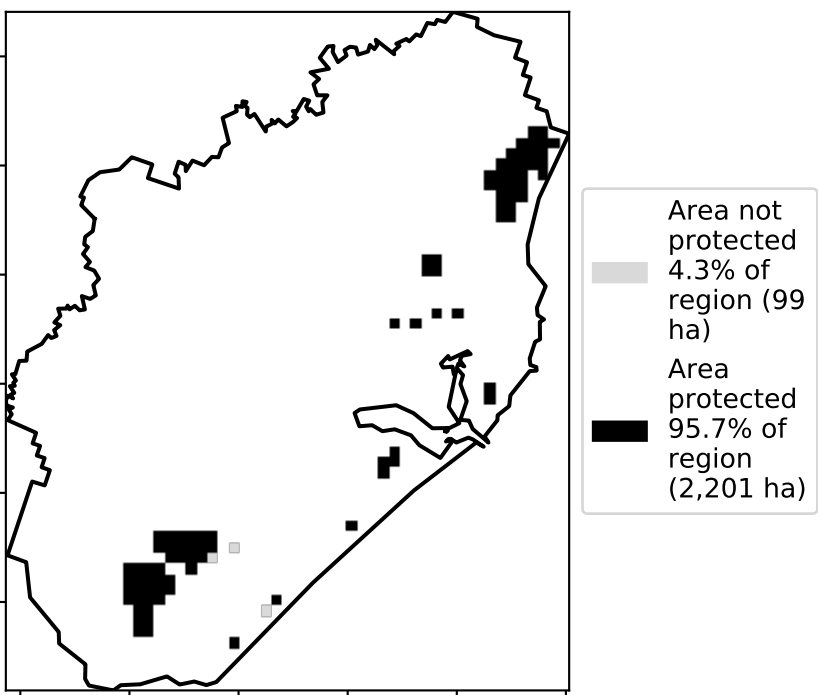 Area not
protected
4.3% of
region (99
ha)
Area
protected
95.7% of
region
(2,201 ha)